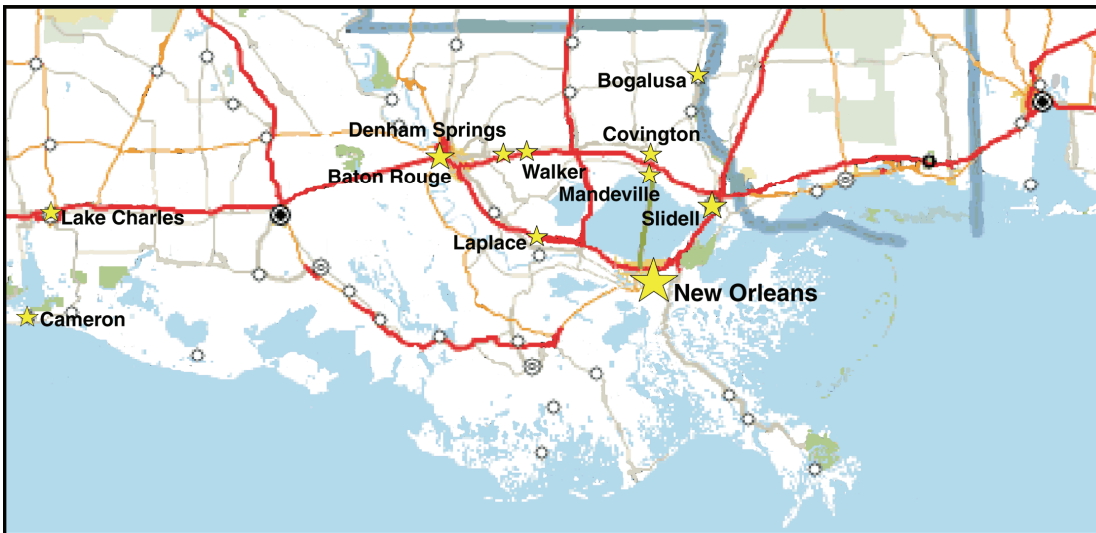 Bogalusa
Denham Springs
Covington
Baton Rouge
Walker
Mandeville
Lake Charles
Slidell
Laplace
New Orleans
Cameron